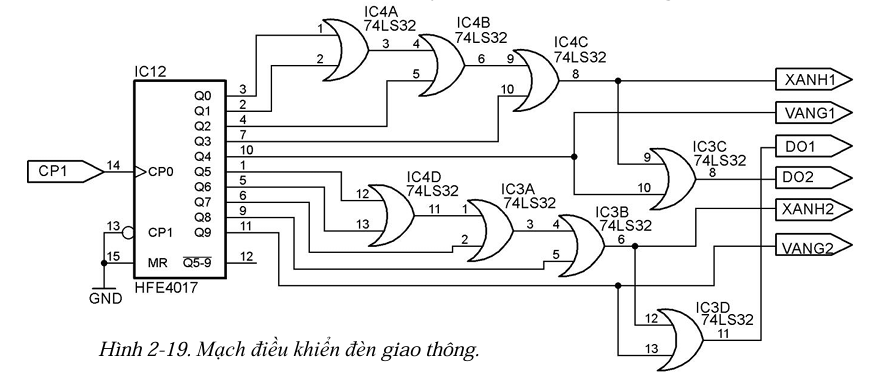 IC4A
74LS32
1
2
3
IC4B
74LS32
4
5
6
IC4C
74LS32
9
10
8
IC12
CP1
14
CP0
13
CP1
15
MR
GND
Q0 3
Q1 2
Q2 4
Q3 7
Q4 10
Q5 1
Q6 5
Q7 6
Q8 9
Q9 11
Q5-9 12
HFE4017
IC4D
74LS32
12
13
11
IC3A
74LS32
1
2
3
IC3B
74LS32
4
5
6
IC3C
74LS32
9
10
8
IC3D
74LS32
12
13
11
XANH1
VANG1
DO1
DO2
XANH2
VANG2
Hình 2-19. Mạch điều khiển đèn giao thông.